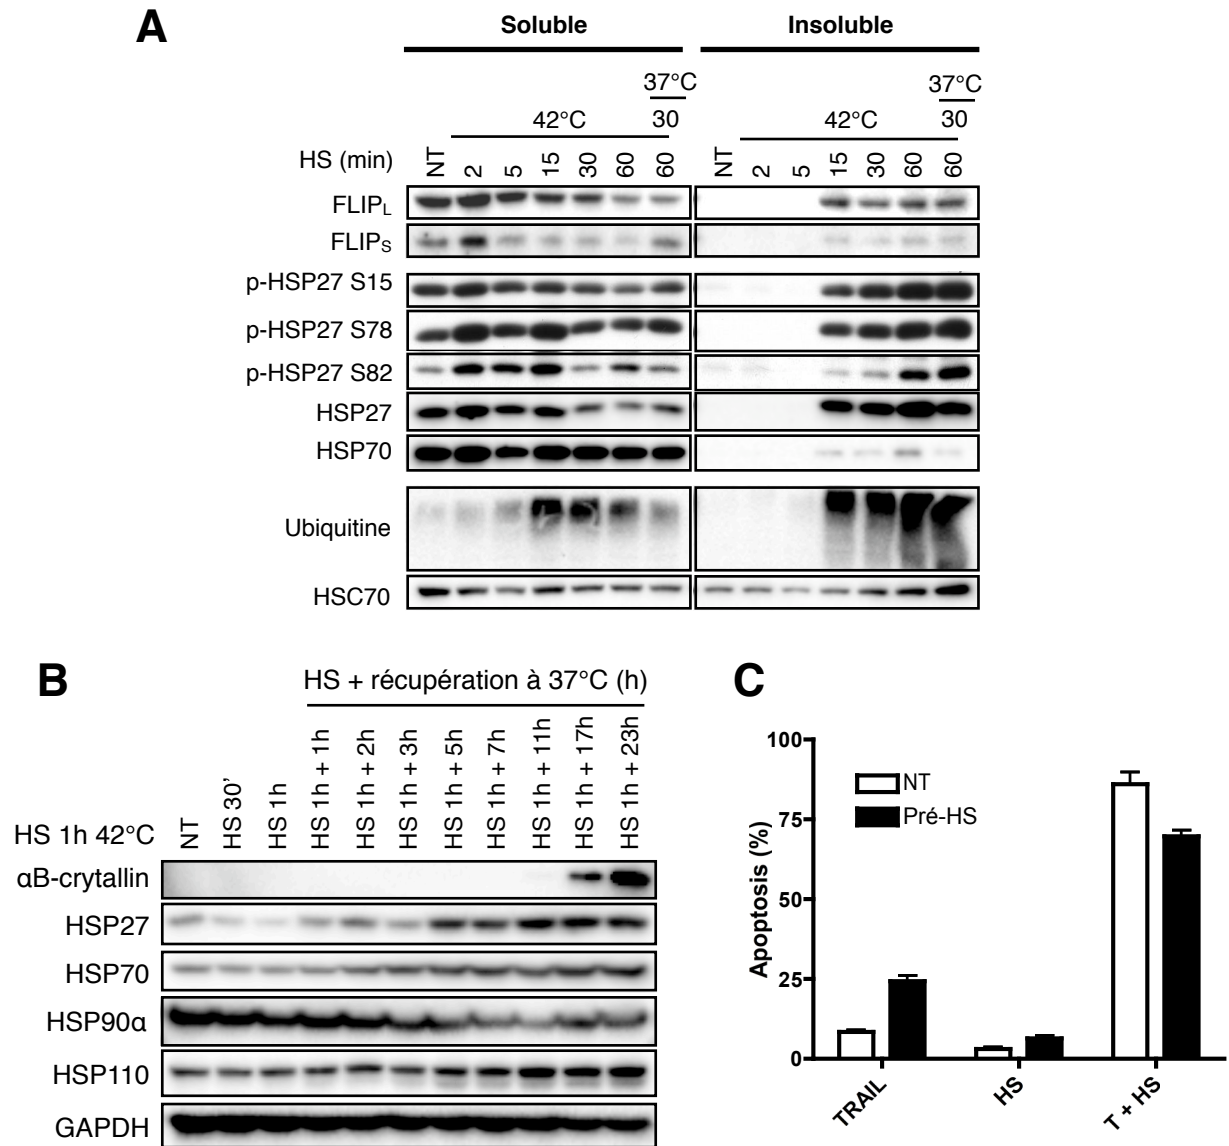 A
Soluble
Insoluble
37°C
37°C
42°C
30
42°C
30
HS (min)
NT
2
5
15
30
60
60
NT
2
5
15
30
60
60
FLIPL
FLIPS
p-HSP27 S15
p-HSP27 S78
p-HSP27 S82
HSP27
HSP70
Ubiquitine
HSC70
B
HS + récupération à 37°C (h)
HS 1h 42°C
NT
HS 30'
HS 1h
HS 1h + 1h
HS 1h + 2h
HS 1h + 3h
HS 1h + 5h
HS 1h + 7h
HS 1h + 11h
HS 1h + 17h
HS 1h + 23h
αB-crytallin
HSP27
HSP70
HSP90α
HSP110
GAPDH
C
Apoptosis (%)
100
75
50
25
0
NT
Pré-HS
TRAIL
HS
T + HS